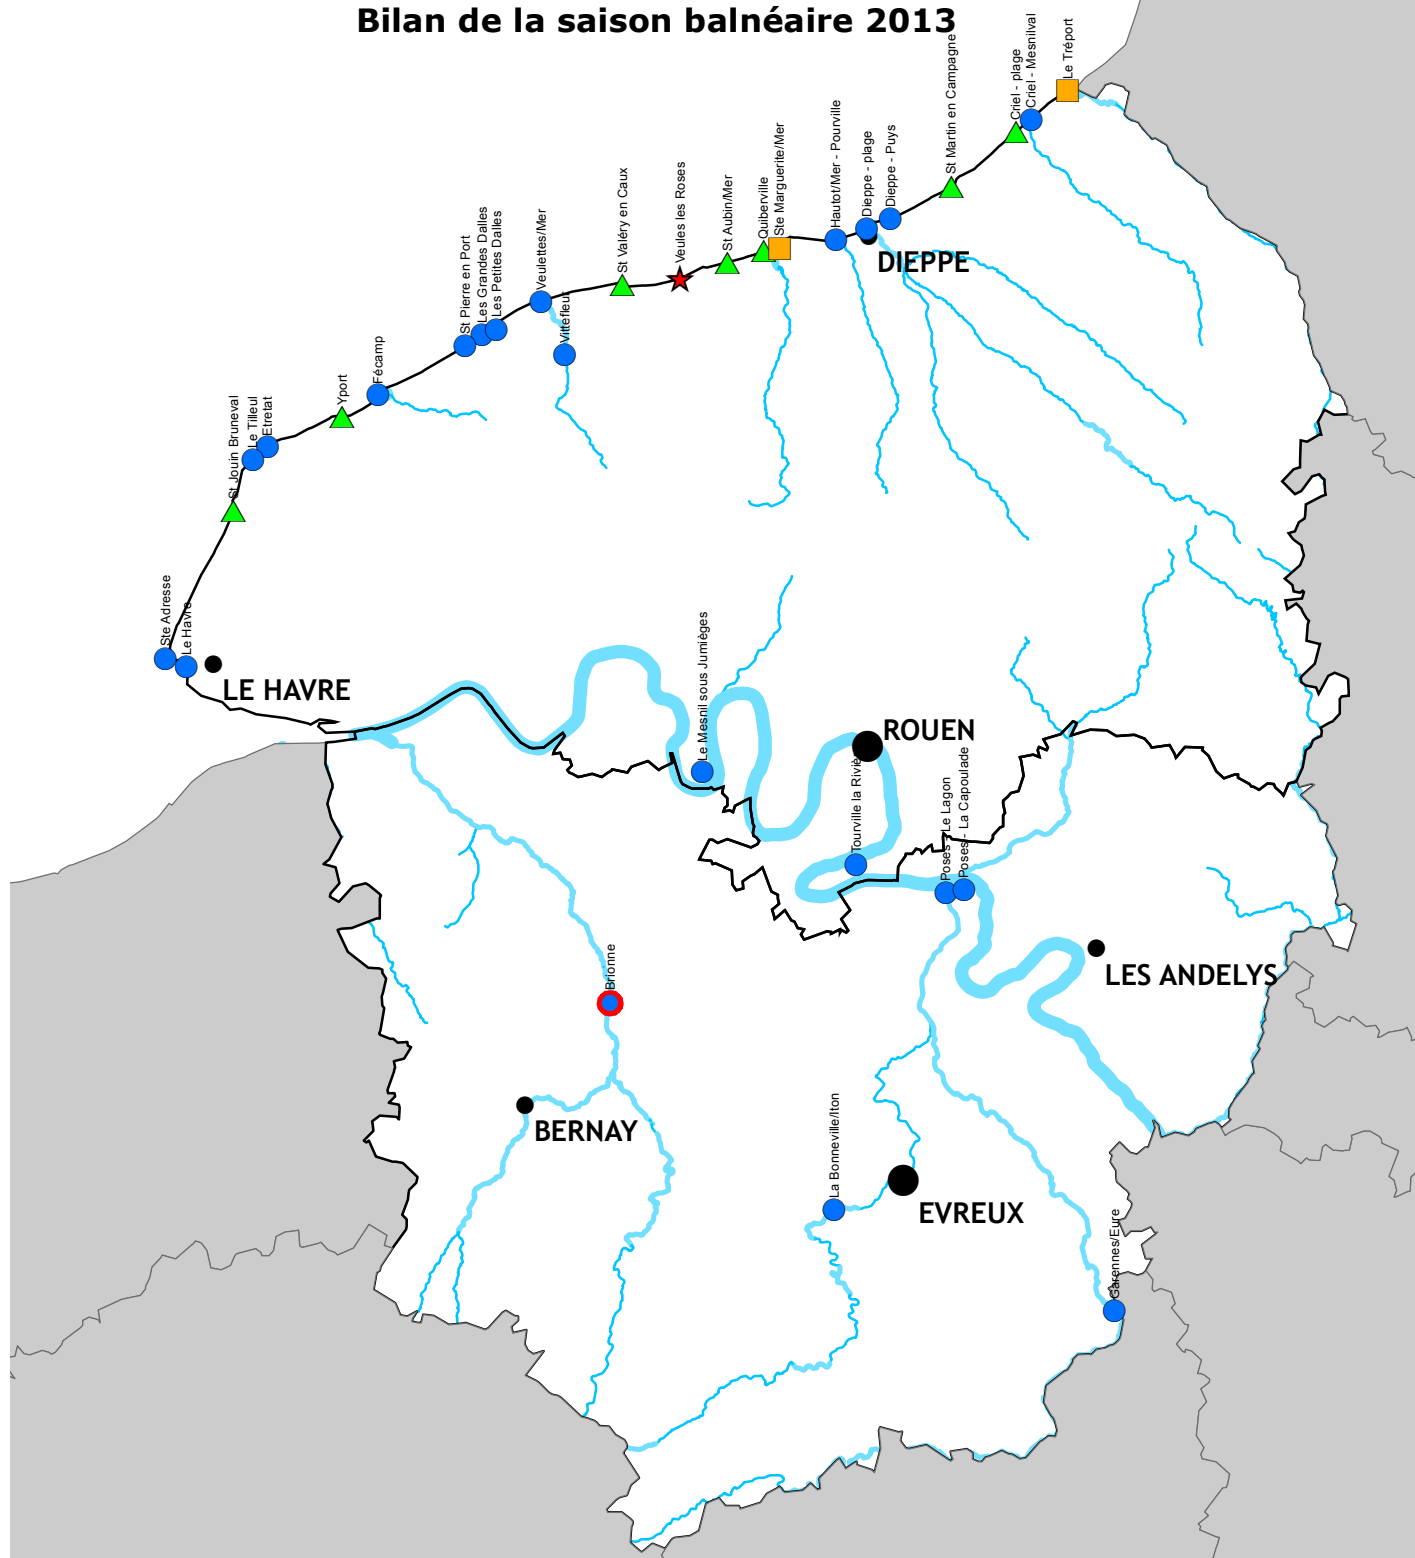 Bilan de la saison balnéaire 2013
Le Tréport
Criel - Mesnilval
Criel - plage
St Martin en Campagne
Dieppe - Puys
Dieppe - plage
Hautot/Mer - Pourville
Ste Marguerite/Mer
Quiberville
St Aubin/Mer
Veules les Roses
St Valéry en Caux
Veulettes/Mer
Vittefleur
Les Petites Dalles
Les Grandes Dalles
St Pierre en Port
Fécamp
Yport
Etretat
Le Tilleul
St Jouin Bruneval
Ste Adresse
Le Havre
DIEPPE
LE HAVRE
Le Mesnil sous Jumièges
ROUEN
Tourville la Riviè
Poses - Le Lagon
Poses - La Capoulade
LES ANDELYS
Brionne
BERNAY
La Bonneville/Iton
EVREUX
Garennes/Eure